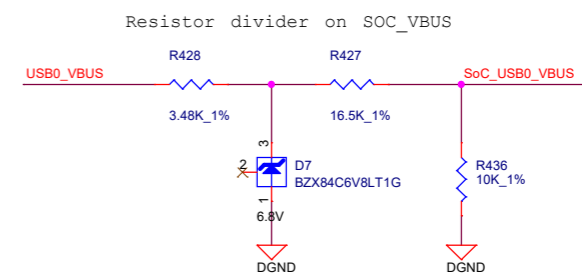 Resistor divider on SOC_VBUS
R428
R427
USB0_VBUS
SoC_USB0_VBUS
3.48K_1%
16.5K_1%
3
2
D7
BZX84C6V8LT1G
R436
10K_1%
1
6.8V
DGND
DGND